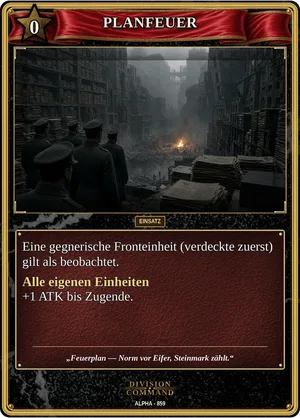 0
PLANFEUER
EINSATZ
Eine gegnerische Fronteinheit (verdeckte zuerst)
gilt als beobachtet.
Alle eigenen Einheiten
+1 ATK bis Zugende.
„Feuerplan — Norm vor Eifer, Steinmark zählt.“
DIVISION
COMMAND
ALPHA - 859